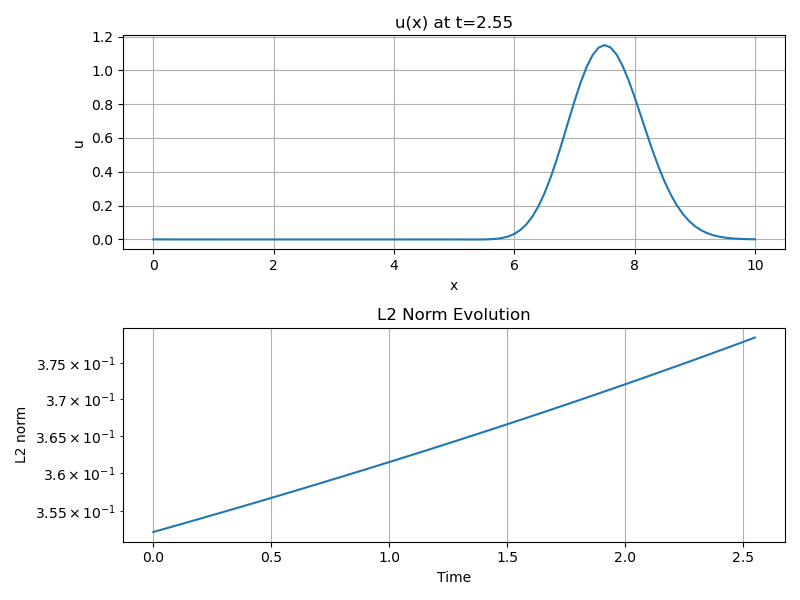 u(x) at t=2.55
1.2
1.0
0.8
0.6
0.4
0.2
0.0
u
0 2 4 6 8 10
x
L2 Norm Evolution
3.75 × 10⁻¹
3.7 × 10⁻¹
3.65 × 10⁻¹
3.6 × 10⁻¹
3.55 × 10⁻¹
L2 norm
0.0 0.5 1.0 1.5 2.0 2.5
Time